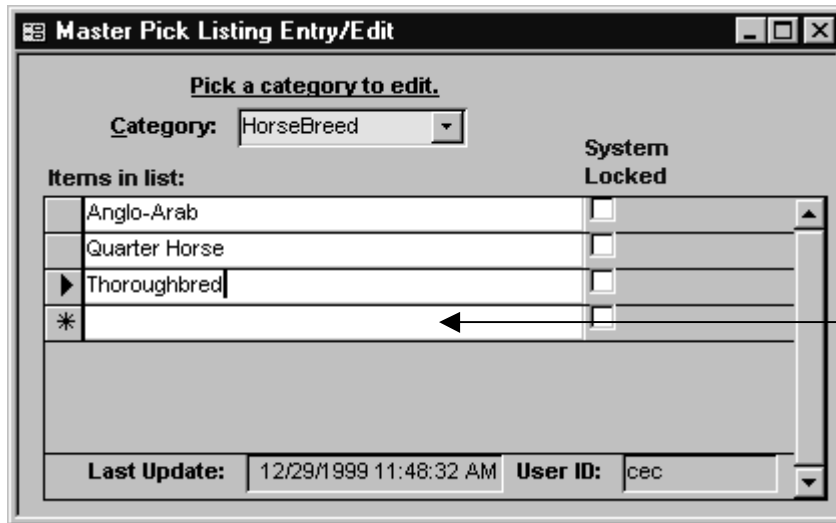 Master Pick Listing Entry/Edit
Pick a category to edit.
Category: HorseBreed
System
Items in list: Locked
Anglo-Arab
Quarter Horse
Thoroughbred
Last Update: 12/29/1999 11:48:32 AM User ID: cec